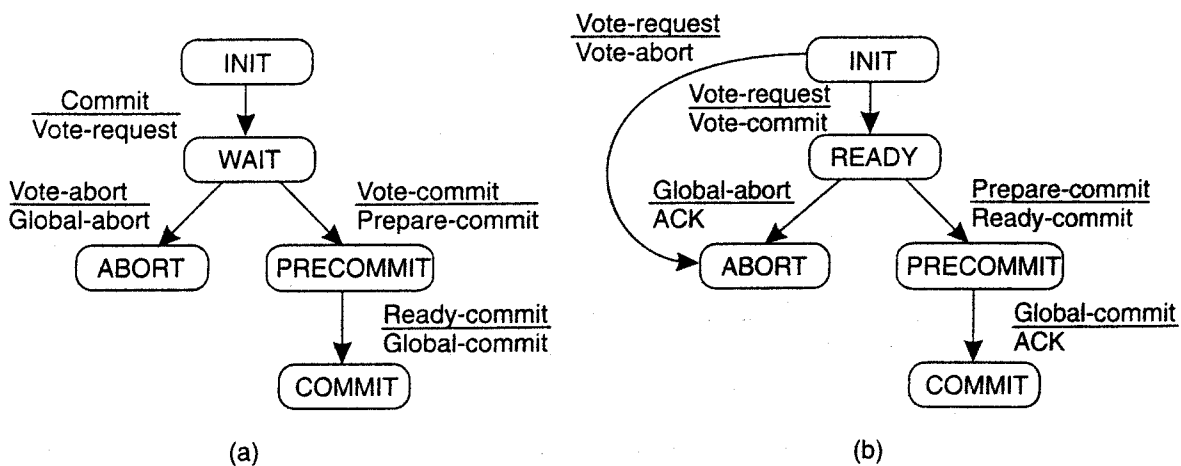 INIT
Commit
Vote-request
WAIT
Vote-abort
Global-abort
Vote-commit
Prepare-commit
ABORT
PRECOMMIT
Ready-commit
Global-commit
COMMIT
(a)
Vote-request
Vote-abort
INIT
Vote-request
Vote-commit
READY
Global-abort
ACK
Prepare-commit
Ready-commit
ABORT
PRECOMMIT
Global-commit
ACK
COMMIT
(b)